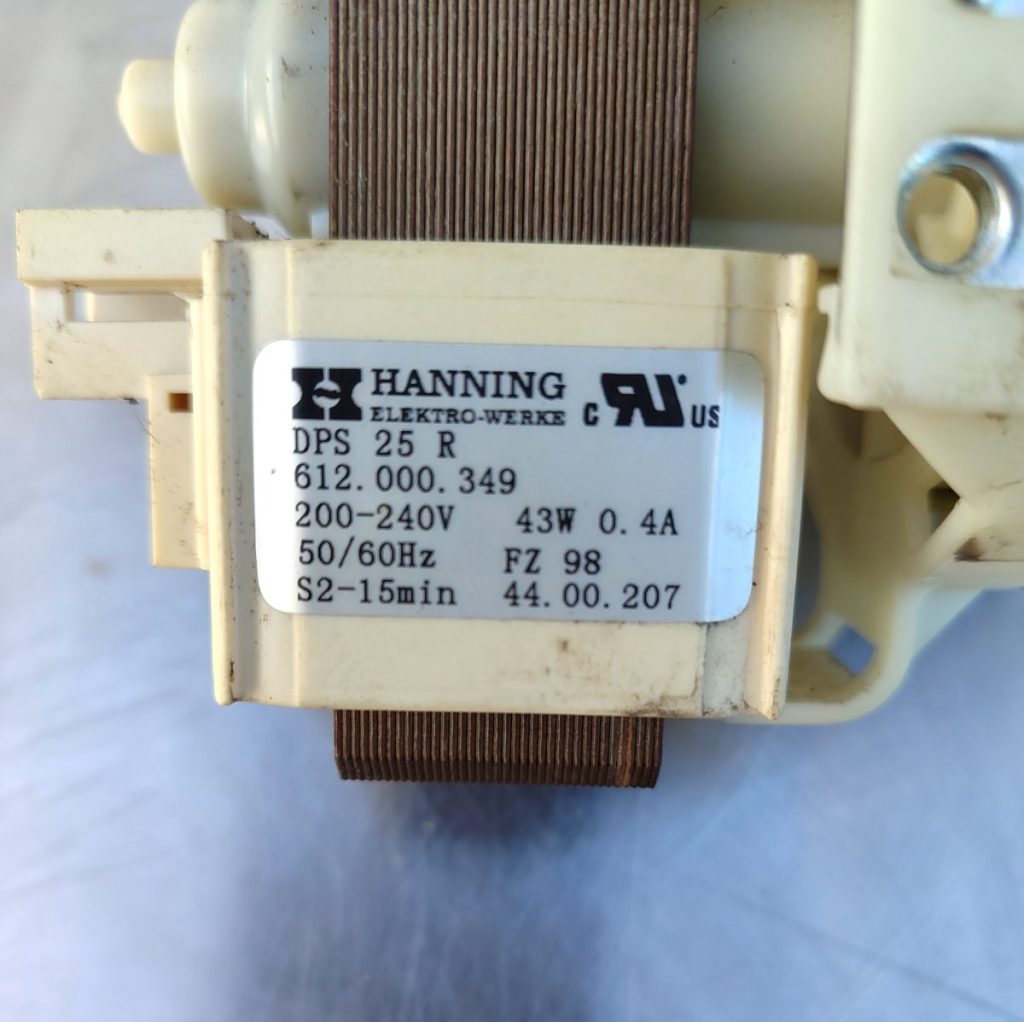 H HANNING
ELEKTRO-WERKE c RU US
DPS 25 R
612.000.349
200-240V 43W 0.4A
50/60Hz FZ 98
S2-15min 44.00.207